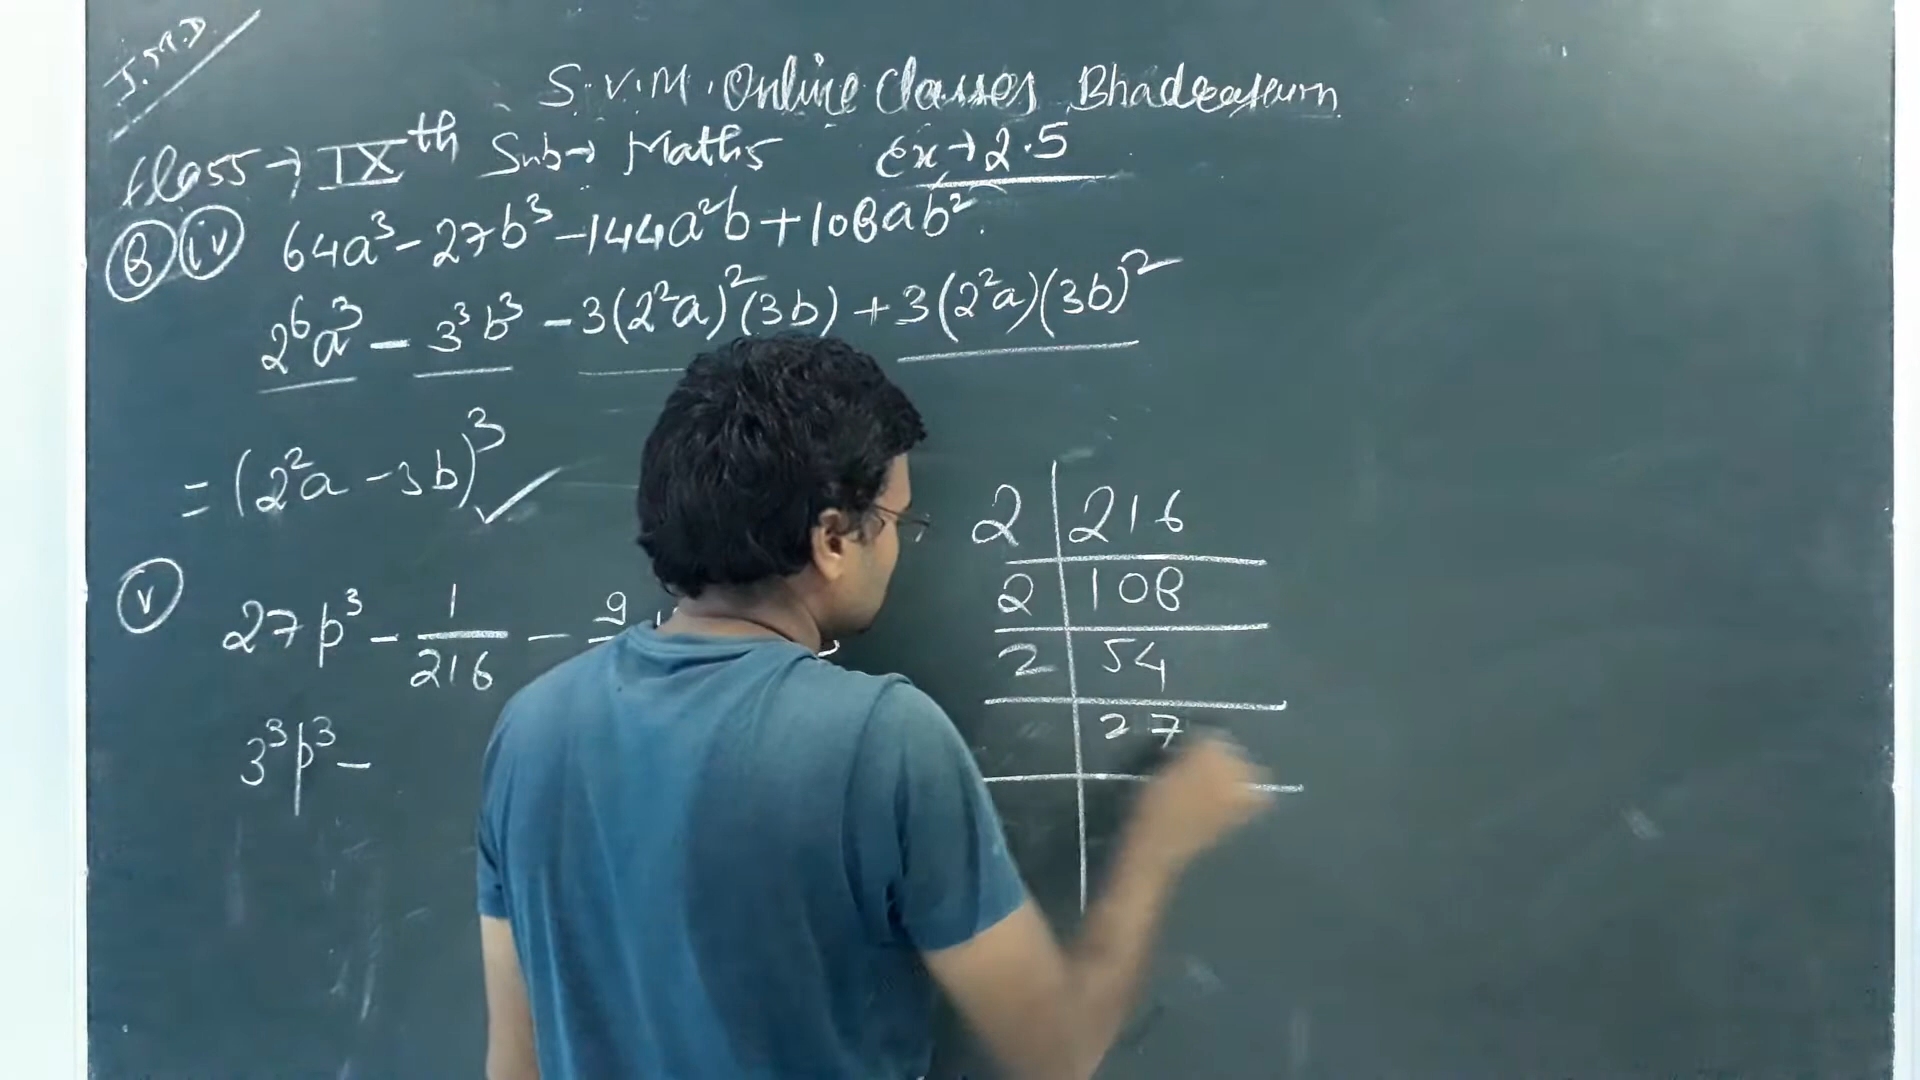 S.V.M. Online Classes
Class → IXth Sub → Maths Ex → 2.5
8 iv 64a³ - 27b³ - 144a²b + 108ab².
2⁶a³ - 3³b³ - 3(2²a)²(3b) + 3(2²a)(3b)²
= (2²a - 3b)³ ✓
v 27p³ - 1/216 - 9
3³p³ -
2 | 216
2 | 108
2 | 54
27